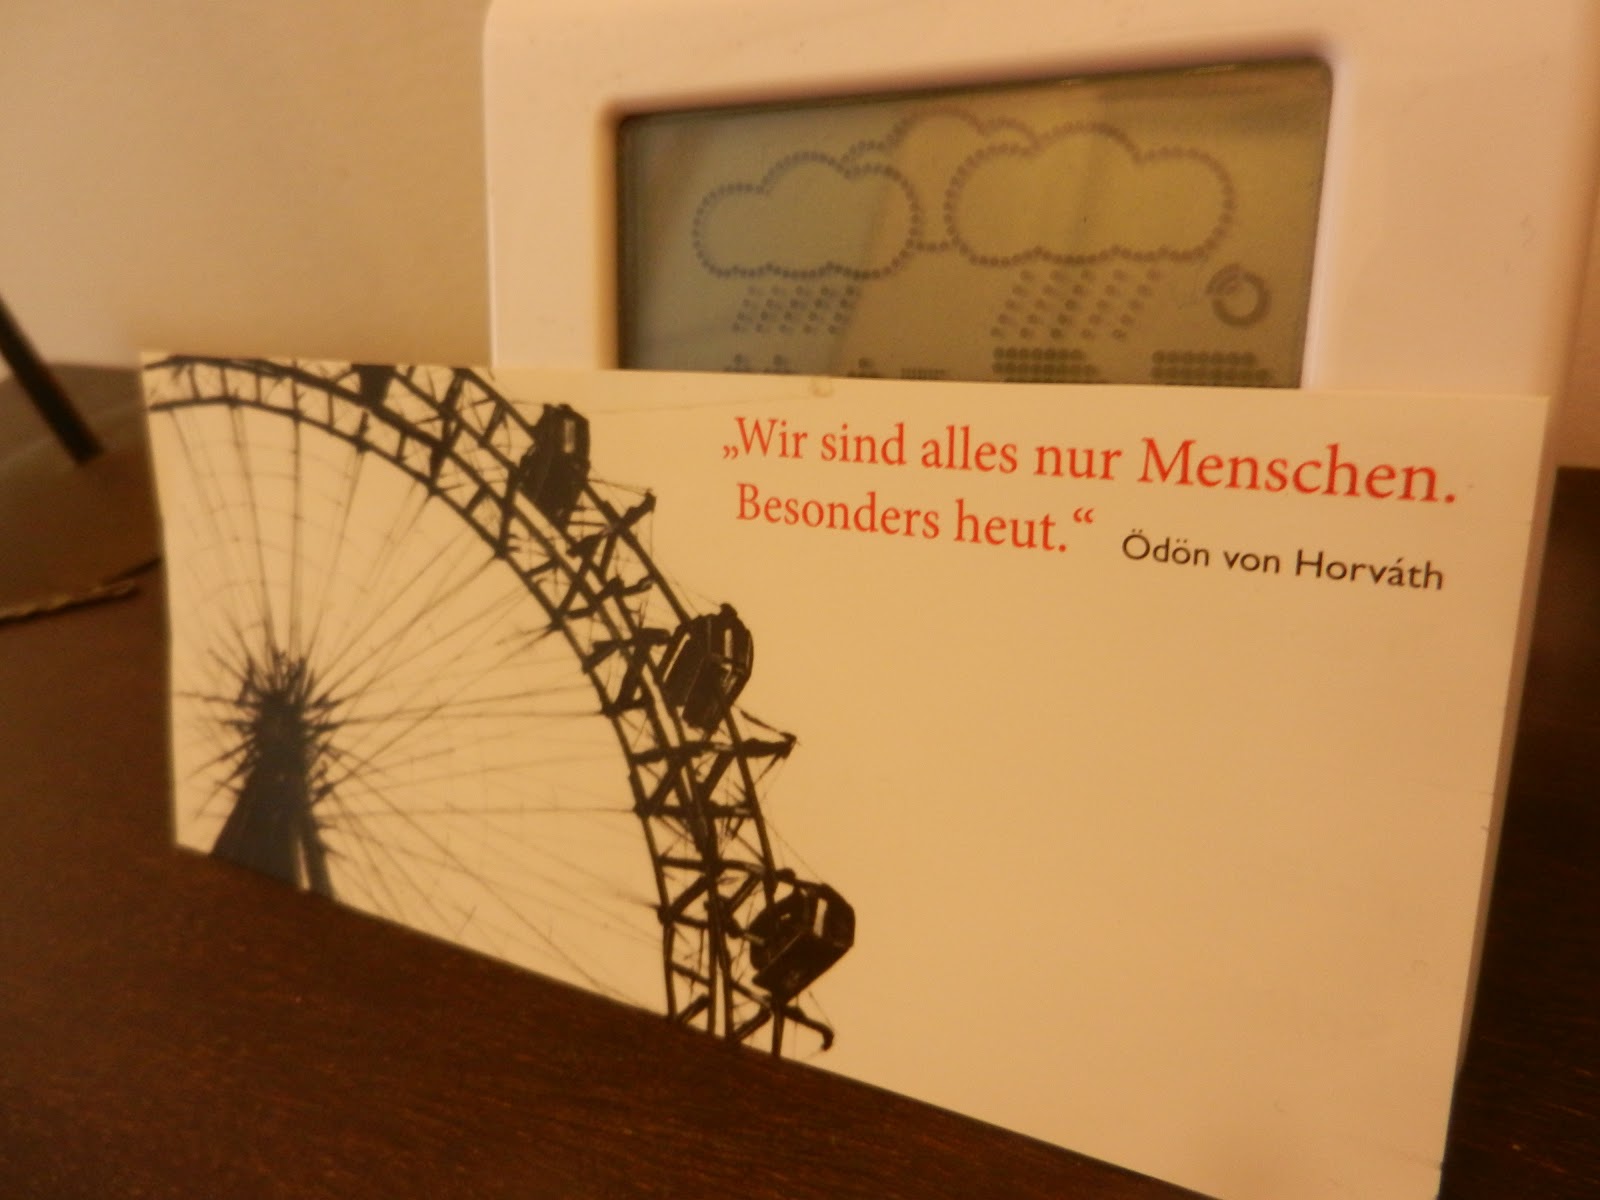 „Wir sind alles nur Menschen.
Besonders heut.“ Ödön von Horváth